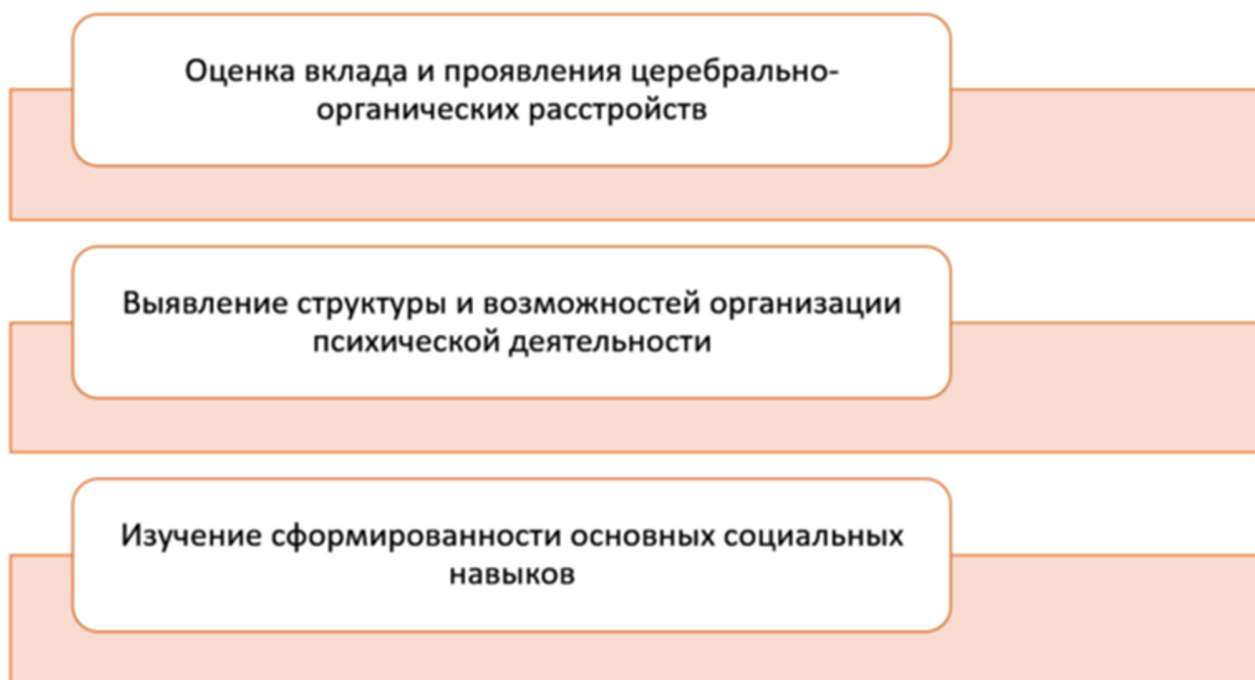 Оценка вклада и проявления церебрально-
органических расстройств
Выявление структуры и возможностей организации
психической деятельности
Изучение сформированности основных социальных
навыков